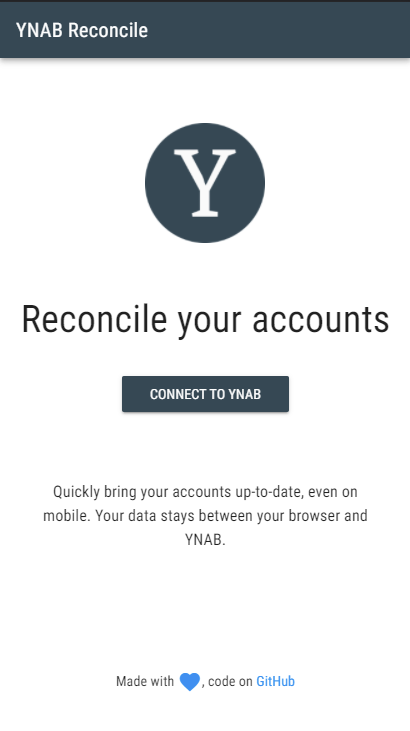 YNAB Reconcile
Y
Reconcile your accounts
CONNECT TO YNAB
Quickly bring your accounts up-to-date, even on
mobile. Your data stays between your browser and
YNAB.
Made with , code on GitHub